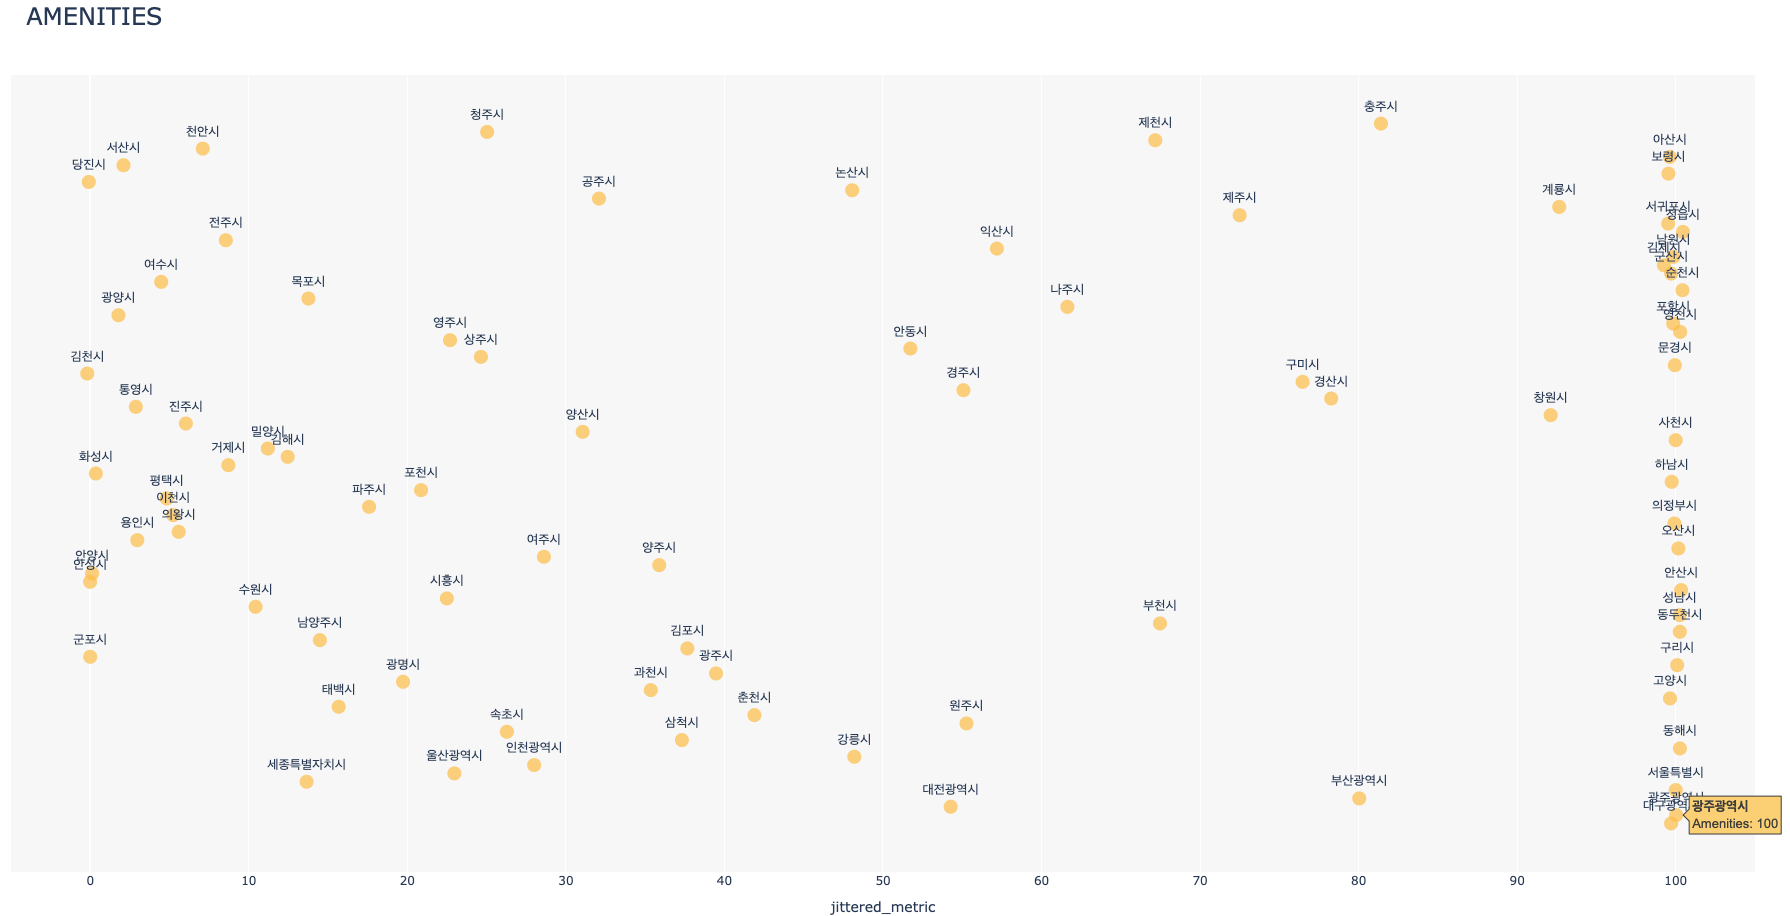 AMENITIES
충주시
청주시
제천시
천안시
아산시
서산시
보령시
당진시
논산시
공주시
계룡시
제주시
서귀포시
정읍시
전주시
익산시
남원시
김제시
군산시
여수시
순천시
목포시
나주시
광양시
포항시
영천시
영주시
안동시
상주시
문경시
김천시
구미시
경산시
경주시
통영시
창원시
진주시
양산시
사천시
밀양시
김해시
거제시
화성시
하남시
포천시
평택시
파주시
이천시
의정부시
의왕시
용인시
오산시
여주시
양주시
안양시
안성시
안산시
시흥시
수원시
성남시
부천시
동두천시
남양주시
김포시
군포시
구리시
광주시
광명시
과천시
고양시
태백시
춘천시
원주시
속초시
삼척시
동해시
강릉시
인천광역시
울산광역시
세종특별자치시
서울특별시
부산광역시
대전광역시
광주광역시
대구광역
광주광역시
Amenities: 100
0 10 20 30 40 50 60 70 80 90 100
jittered_metric